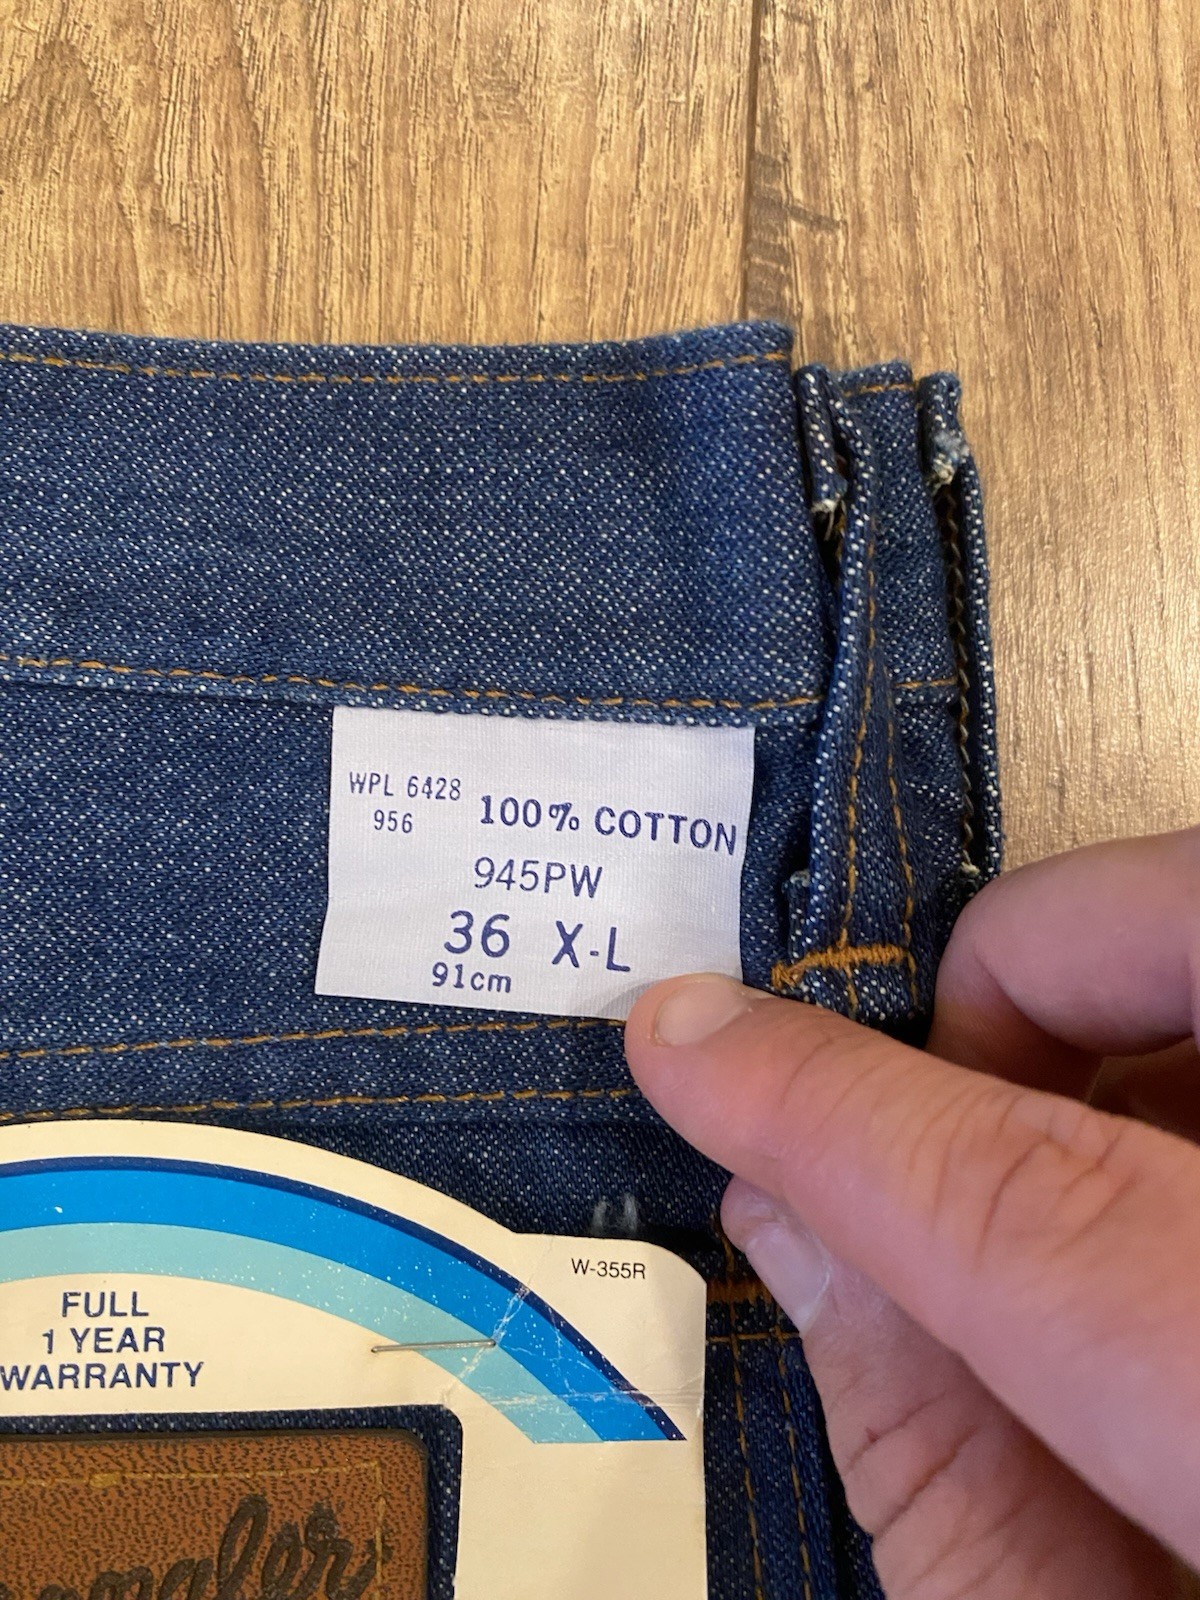 WPL 6428
956
100% COTTON
945PW
36 X-L
91cm
W-355R
FULL
1 YEAR
WARRANTY